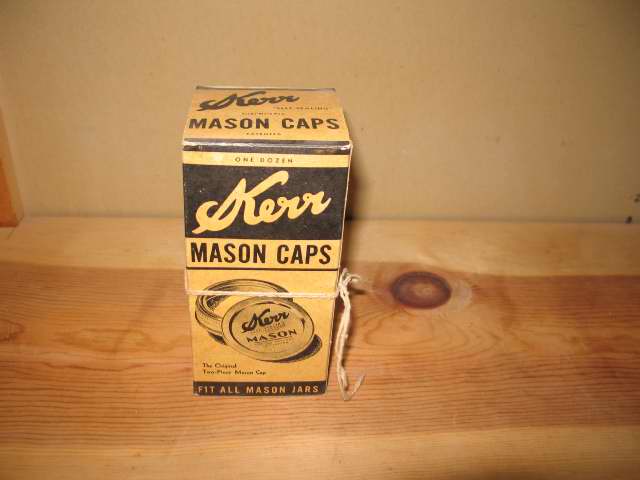 Kerr
"SELF SEALING"
MASON CAPS
PATENTED
ONE DOZEN
Kerr
MASON CAPS
Kerr
MASON
The Original
Two-Piece Mason Cap
FIT ALL MASON JARS